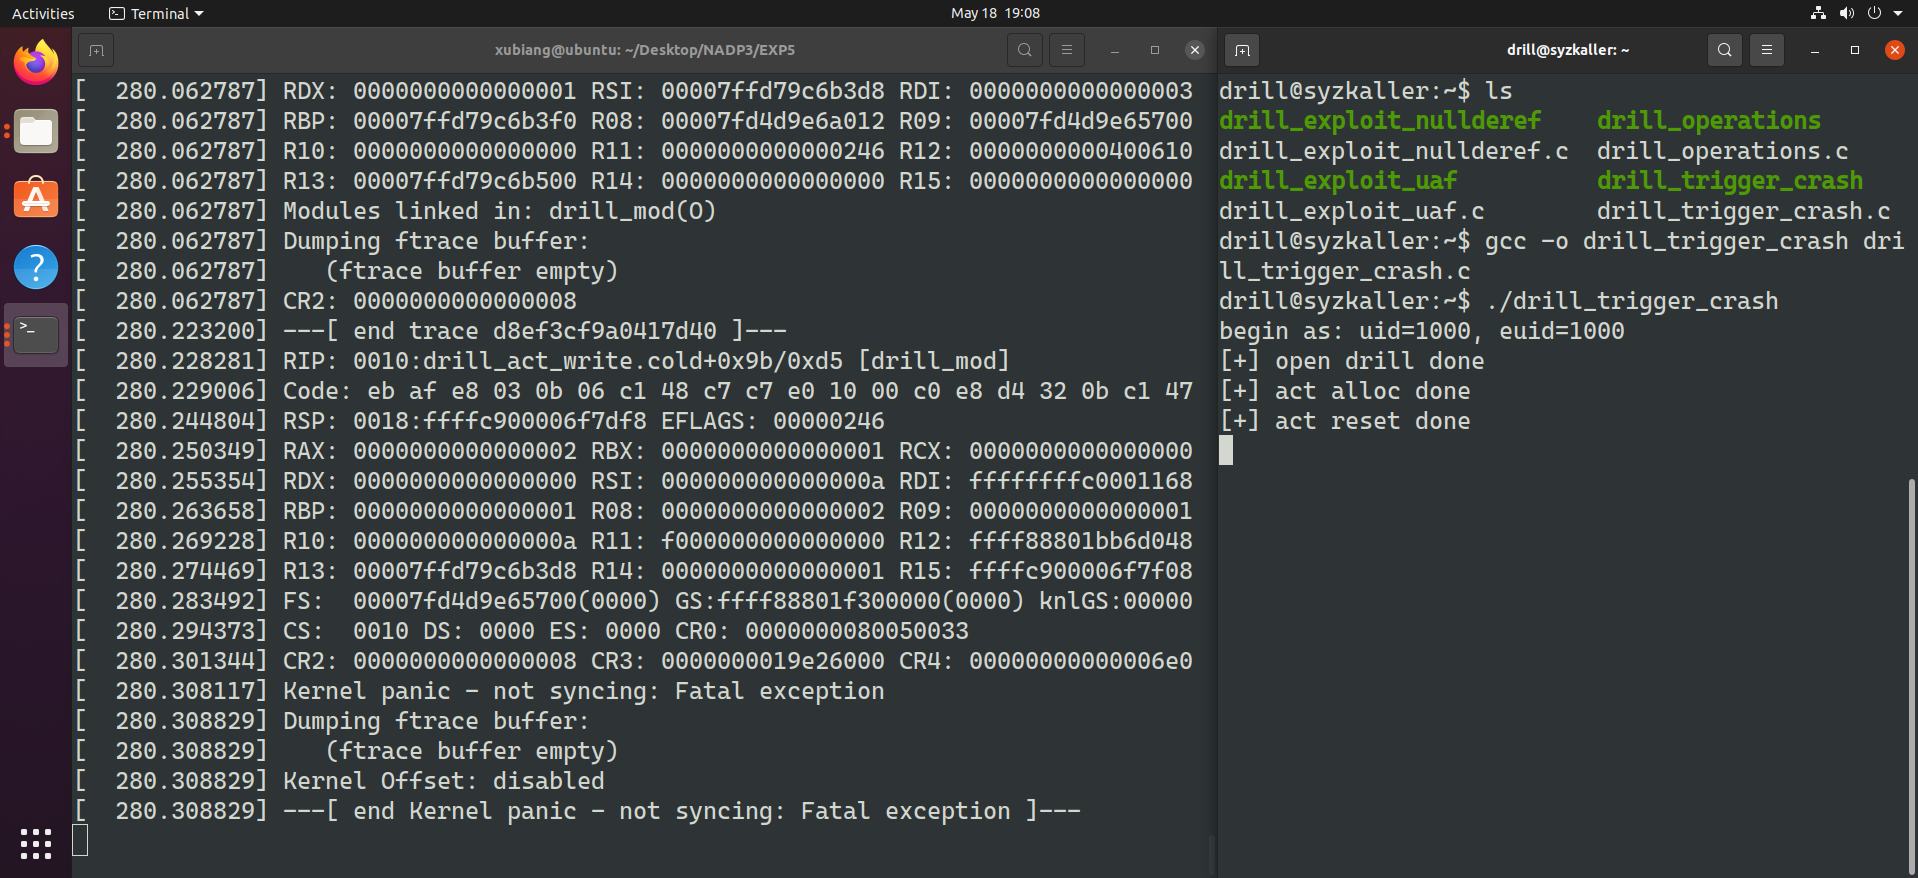 Activities
Terminal
May 18 19:08
xubiang@ubuntu: ~/Desktop/NADP3/EXP5
[  280.062787] RDX: 0000000000000001 RSI: 00007ffd79c6b3d8 RDI: 0000000000000003
[  280.062787] RBP: 00007ffd79c6b3f0 R08: 00007fd4d9e6a012 R09: 00007fd4d9e65700
[  280.062787] R10: 0000000000000000 R11: 0000000000000246 R12: 0000000000400610
[  280.062787] R13: 00007ffd79c6b500 R14: 0000000000000000 R15: 0000000000000000
[  280.062787] Modules linked in: drill_mod(O)
[  280.062787] Dumping ftrace buffer:
[  280.062787]    (ftrace buffer empty)
[  280.062787] CR2: 0000000000000008
[  280.223200] ---[ end trace d8ef3cf9a0417d40 ]---
[  280.228281] RIP: 0010:drill_act_write.cold+0x9b/0xd5 [drill_mod]
[  280.229006] Code: eb af e8 03 0b 06 c1 48 c7 c7 e0 10 00 c0 e8 d4 32 0b c1 47
[  280.244804] RSP: 0018:ffffc900006f7df8 EFLAGS: 00000246
[  280.250349] RAX: 0000000000000002 RBX: 0000000000000001 RCX: 0000000000000000
[  280.255354] RDX: 0000000000000000 RSI: 000000000000000a RDI: ffffffffc0001168
[  280.263658] RBP: 0000000000000001 R08: 0000000000000002 R09: 0000000000000001
[  280.269228] R10: 000000000000000a R11: f000000000000000 R12: ffff88801bb6d048
[  280.274469] R13: 00007ffd79c6b3d8 R14: 0000000000000001 R15: ffffc900006f7f08
[  280.283492] FS:  00007fd4d9e65700(0000) GS:ffff88801f300000(0000) knlGS:00000
[  280.294373] CS:  0010 DS: 0000 ES: 0000 CR0: 0000000080050033
[  280.301344] CR2: 0000000000000008 CR3: 0000000019e26000 CR4: 00000000000006e0
[  280.308117] Kernel panic - not syncing: Fatal exception
[  280.308829] Dumping ftrace buffer:
[  280.308829]    (ftrace buffer empty)
[  280.308829] Kernel Offset: disabled
[  280.308829] ---[ end Kernel panic - not syncing: Fatal exception ]---
drill@syzkaller: ~
drill@syzkaller:~$ ls
drill_exploit_nullderef    drill_operations
drill_exploit_nullderef.c  drill_operations.c
drill_exploit_uaf          drill_trigger_crash
drill_exploit_uaf.c        drill_trigger_crash.c
drill@syzkaller:~$ gcc -o drill_trigger_crash dri
ll_trigger_crash.c
drill@syzkaller:~$ ./drill_trigger_crash
begin as: uid=1000, euid=1000
[+] open drill done
[+] act alloc done
[+] act reset done